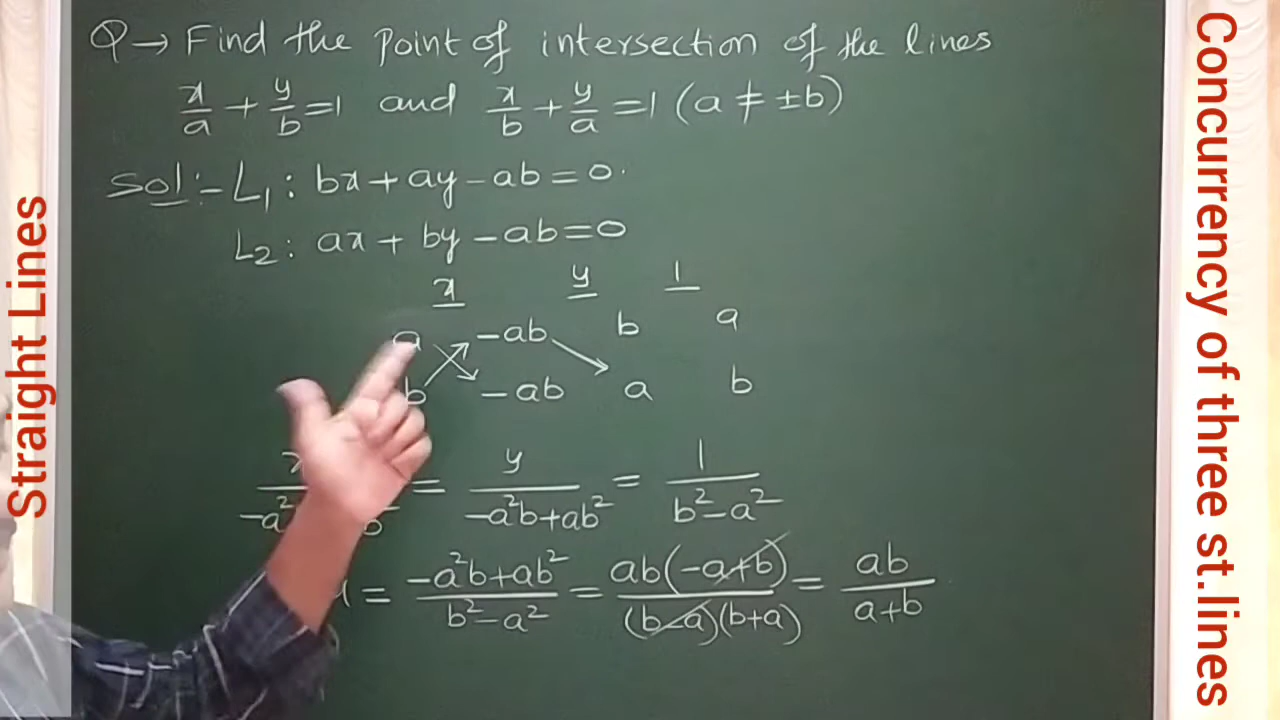 Q → Find the point of intersection of the lines
x/a + y/b = 1 and x/b + y/a = 1 (a ≠ ±b)
Sol:- L₁ : bx + ay - ab = 0.
L₂ : ax + by - ab = 0
x y 1
a -ab b a
b -ab a b
x/-a² b² = y/-a²b+ab² = 1/b²-a²
= -a²b+ab²/b²-a² = ab(-a+b)/(b-a)(b+a) = ab/a+b
Straight Lines
Concurrency of three st.lines